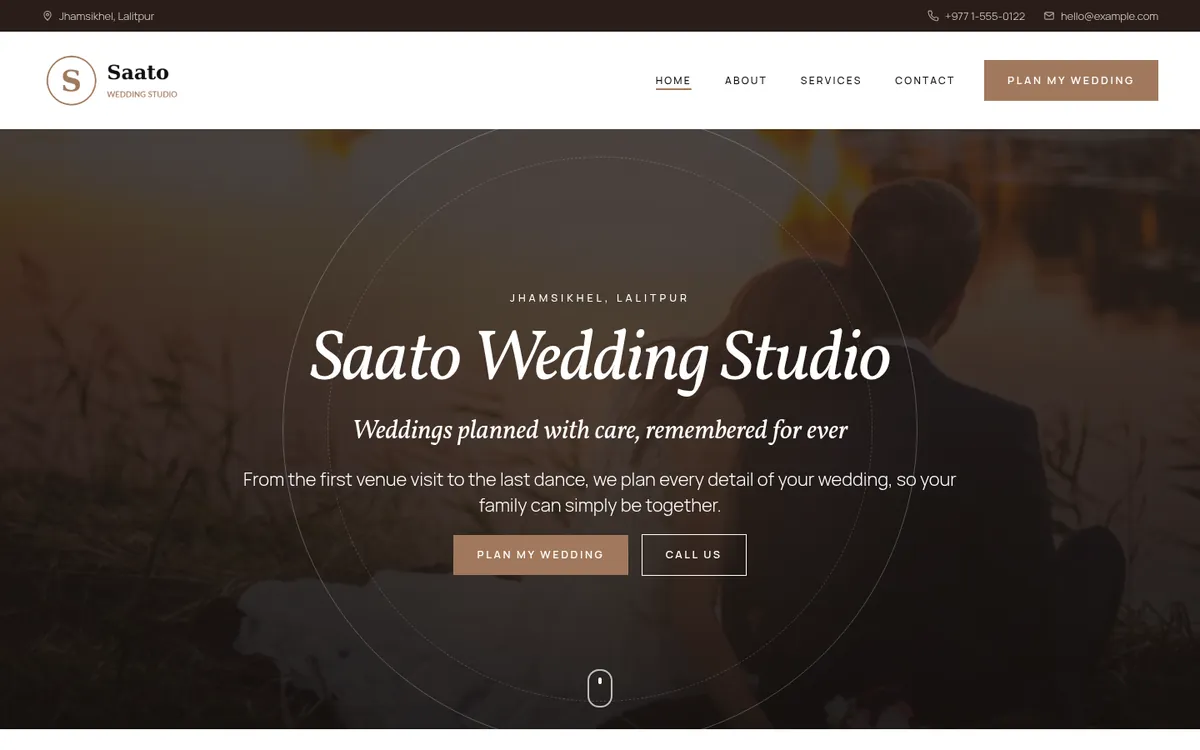 Jhamsikhel, Lalitpur
+977 1-555-0122
hello@example.com
S
Saato
WEDDING STUDIO
HOME
ABOUT
SERVICES
CONTACT
PLAN MY WEDDING
JHAMSIKHEL, LALITPUR
Saato Wedding Studio
Weddings planned with care, remembered for ever
From the first venue visit to the last dance, we plan every detail of your wedding, so your
family can simply be together.
PLAN MY WEDDING
CALL US